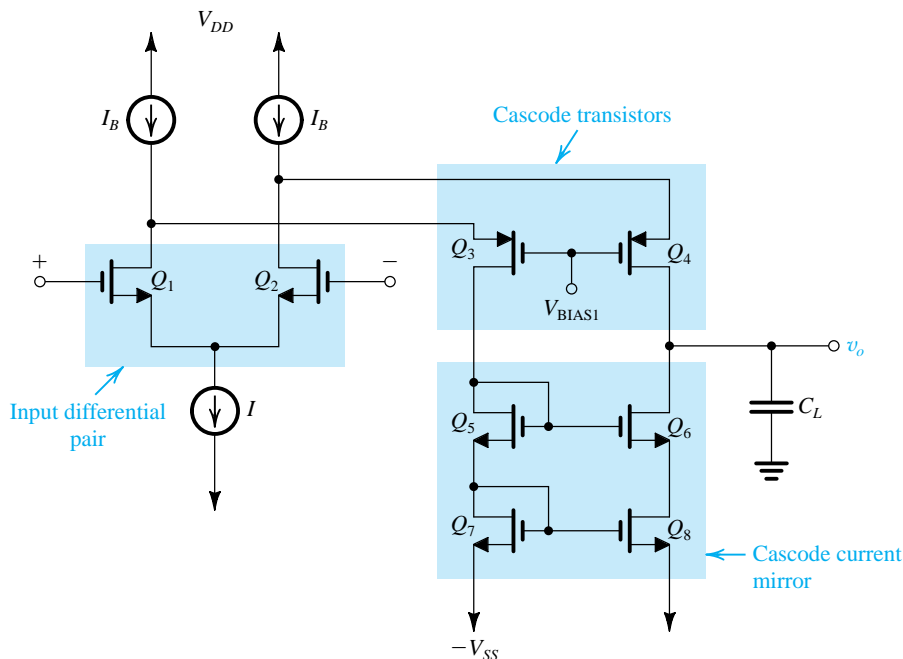 V_DD
I_B
I_B
Cascode transistors
Q_3
Q_4
+
Q_1
Q_2
−
V_BIAS1
v_o
Input differential
pair
I
C_L
Q_5
Q_6
Q_7
Q_8
Cascode current
mirror
−V_SS